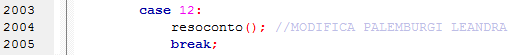 2003 case 12:
2004 resoconto(); //MODIFICA PALEMBURGI LEANDRA
2005 break;